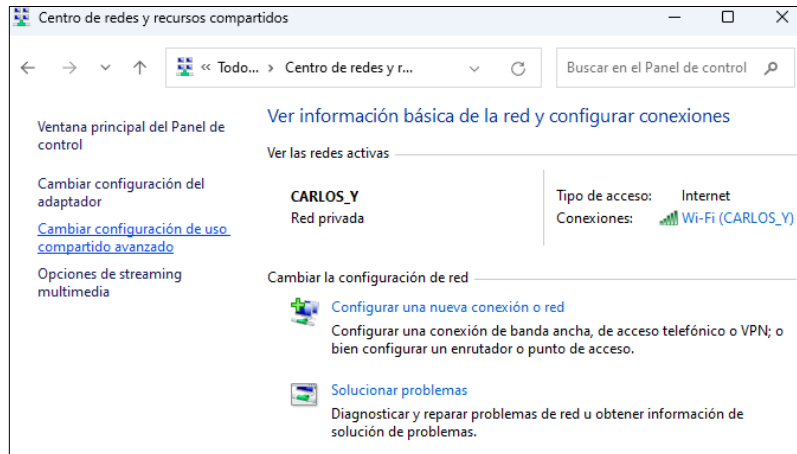 Centro de redes y recursos compartidos
« Todo... > Centro de redes y r...
Buscar en el Panel de control
Ventana principal del Panel de
control
Cambiar configuración del
adaptador
Cambiar configuración de uso
compartido avanzado
Opciones de streaming
multimedia
Ver información básica de la red y configurar conexiones
Ver las redes activas
CARLOS_Y
Red privada
Tipo de acceso: Internet
Conexiones: Wi-Fi (CARLOS_Y)
Cambiar la configuración de red
Configurar una nueva conexión o red
Configurar una conexión de banda ancha, de acceso telefónico o VPN; o
bien configurar un enrutador o punto de acceso.
Solucionar problemas
Diagnosticar y reparar problemas de red u obtener información de
solución de problemas.